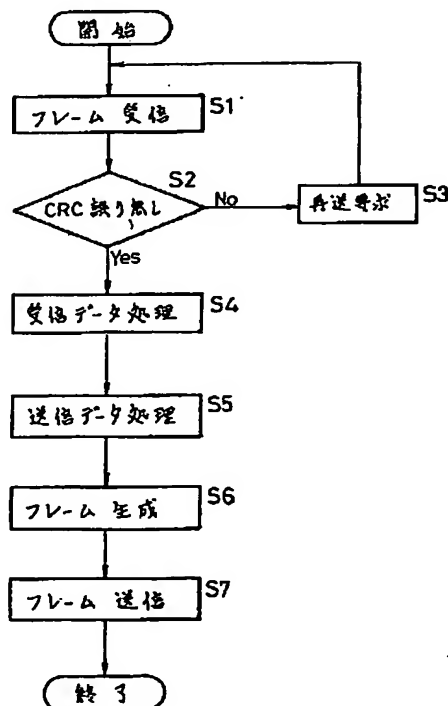 開始
フレーム 受信 S1
S2
CRC誤り無し
No
再送要求 S3
Yes
受信データ処理 S4
送信データ処理 S5
フレーム 生成 S6
フレーム 送信 S7
終了